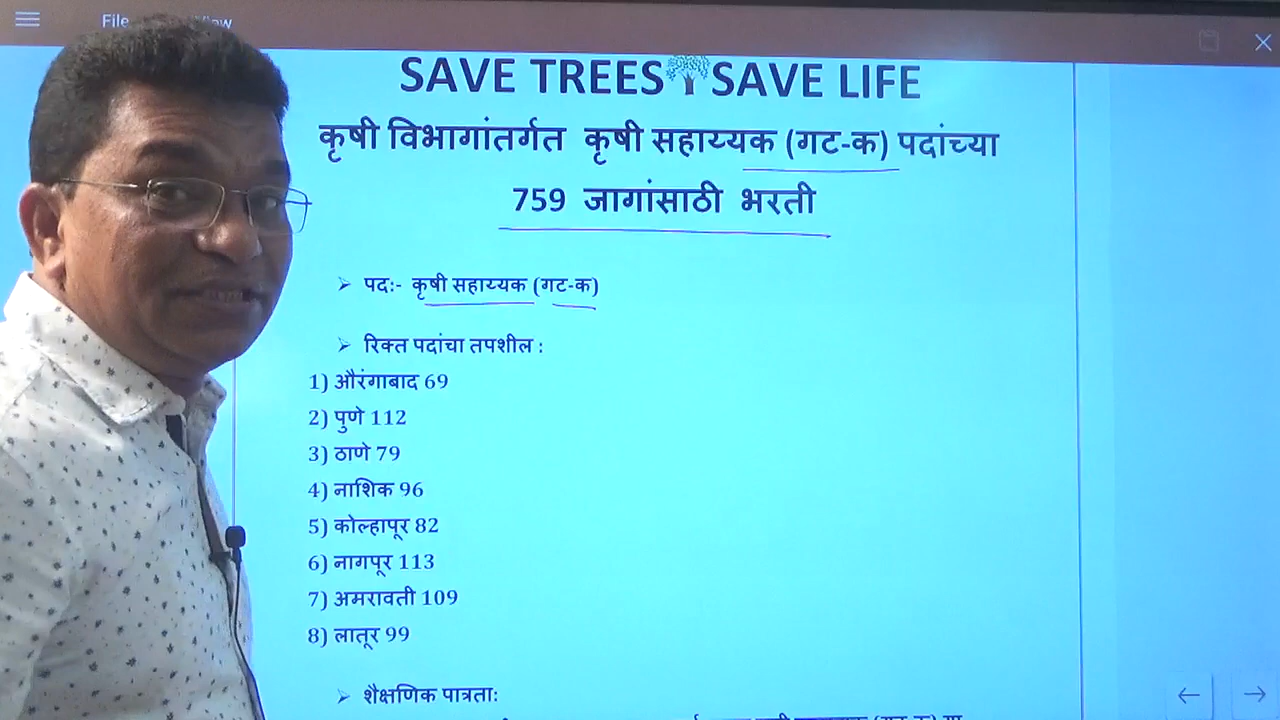 File View
SAVE TREES SAVE LIFE
कृषी विभागांतर्गत कृषी सहाय्यक (गट-क) पदांच्या
759 जागांसाठी भरती
➢ पदः- कृषी सहाय्यक (गट-क)
➢ रिक्त पदांचा तपशील :
1) औरंगाबाद 69
2) पुणे 112
3) ठाणे 79
4) नाशिक 96
5) कोल्हापूर 82
6) नागपूर 113
7) अमरावती 109
8) लातूर 99
➢ शैक्षणिक पात्रताः